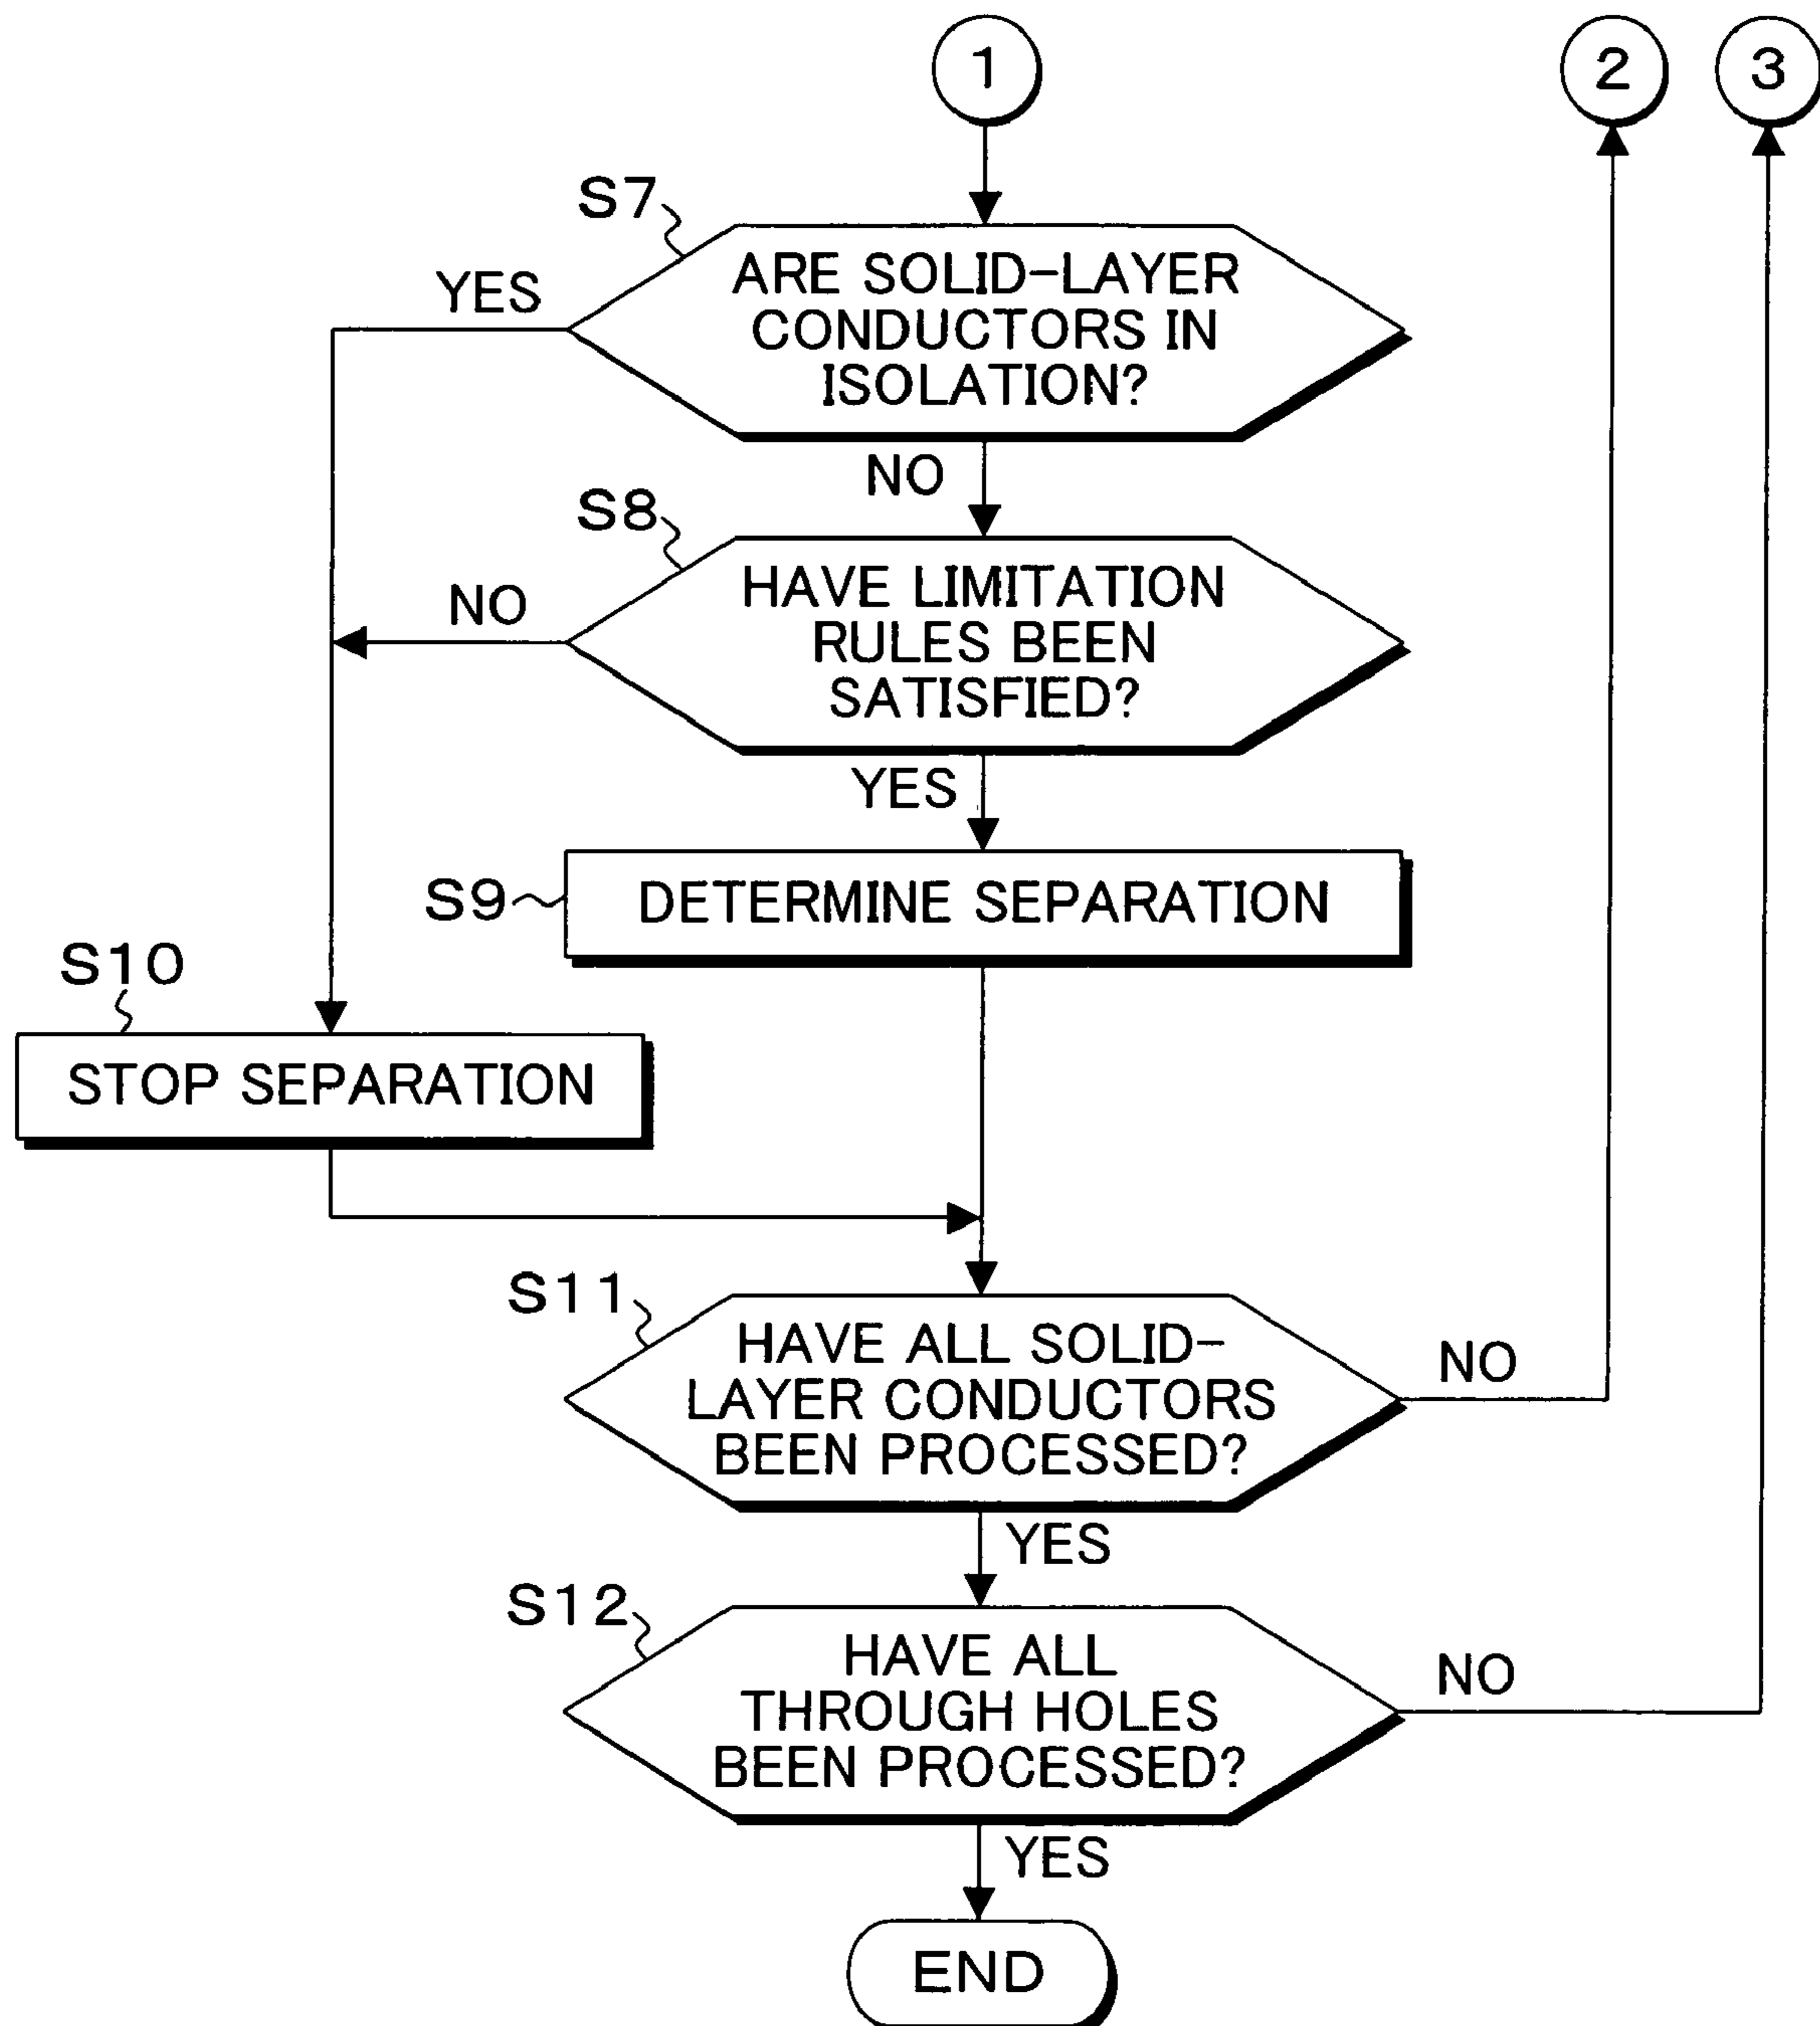 1
2
3
S7
YES
ARE SOLID-LAYER
CONDUCTORS IN
ISOLATION?
NO
S8
NO
HAVE LIMITATION
RULES BEEN
SATISFIED?
YES
S9
DETERMINE SEPARATION
S10
STOP SEPARATION
S11
HAVE ALL SOLID-
LAYER CONDUCTORS
BEEN PROCESSED?
NO
YES
S12
HAVE ALL
THROUGH HOLES
BEEN PROCESSED?
NO
YES
END